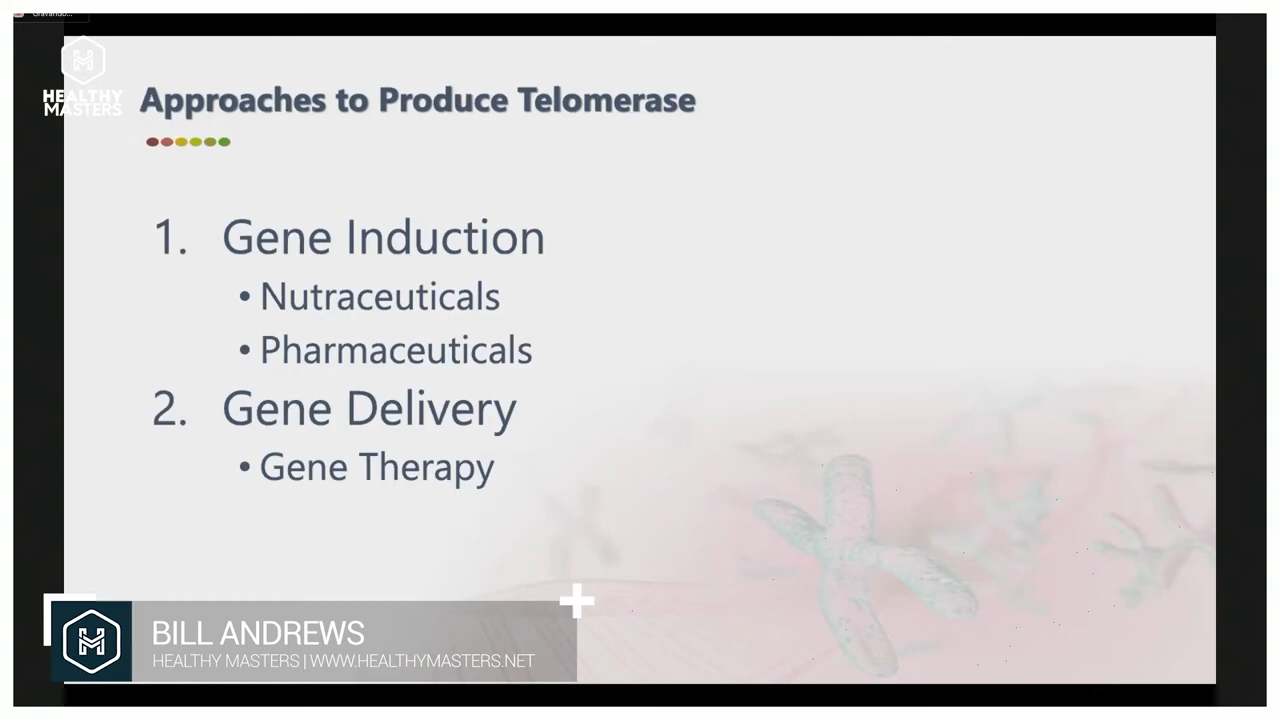 Gravando...
HEALTHY
MASTERS
Approaches to Produce Telomerase
1. Gene Induction
• Nutraceuticals
• Pharmaceuticals
2. Gene Delivery
• Gene Therapy
BILL ANDREWS
HEALTHY MASTERS | WWW.HEALTHYMASTERS.NET